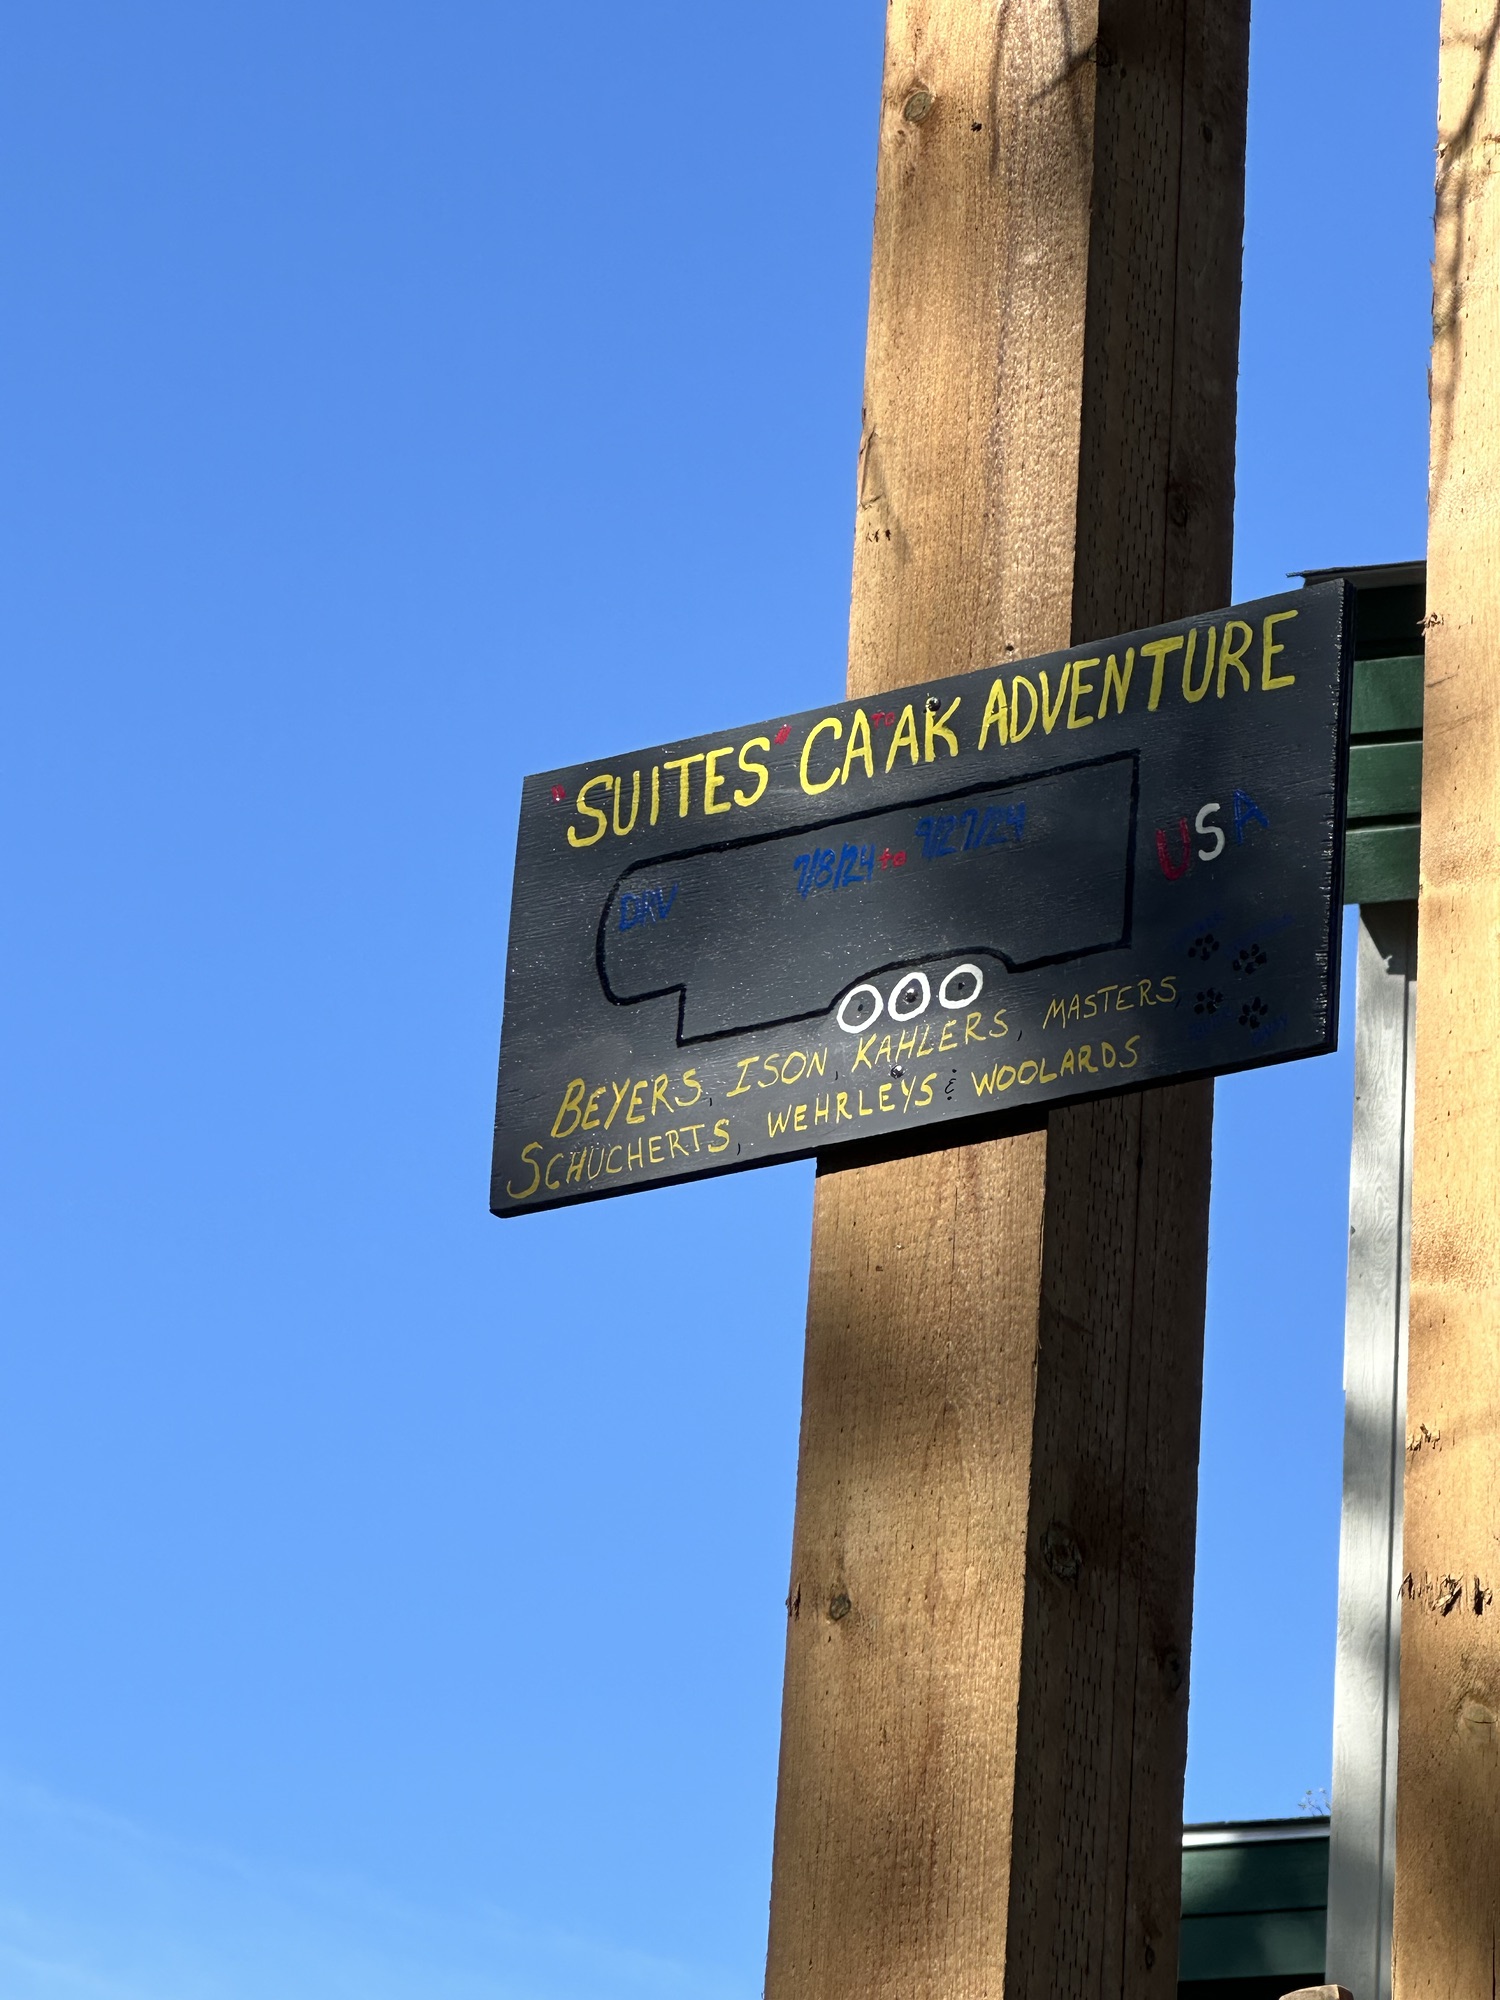 "SUITES" CA TO AK ADVENTURE
7/8/24 to 9/27/24
DRV
USA
BEYERS, ISON, KAHLERS, MASTERS,
SCHUCHERTS, WEHRLEYS & WOOLARDS